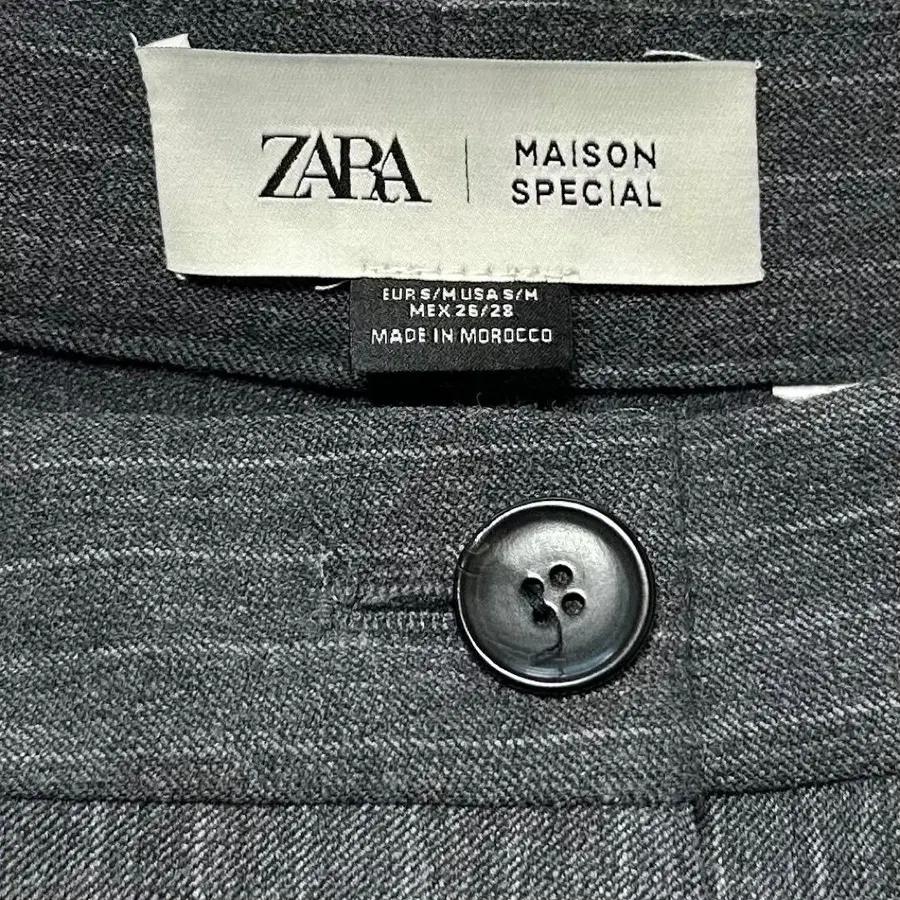 ZARA | MAISON
SPECIAL
EUR S/M USA S/M
MEX 26/28
MADE IN MOROCCO